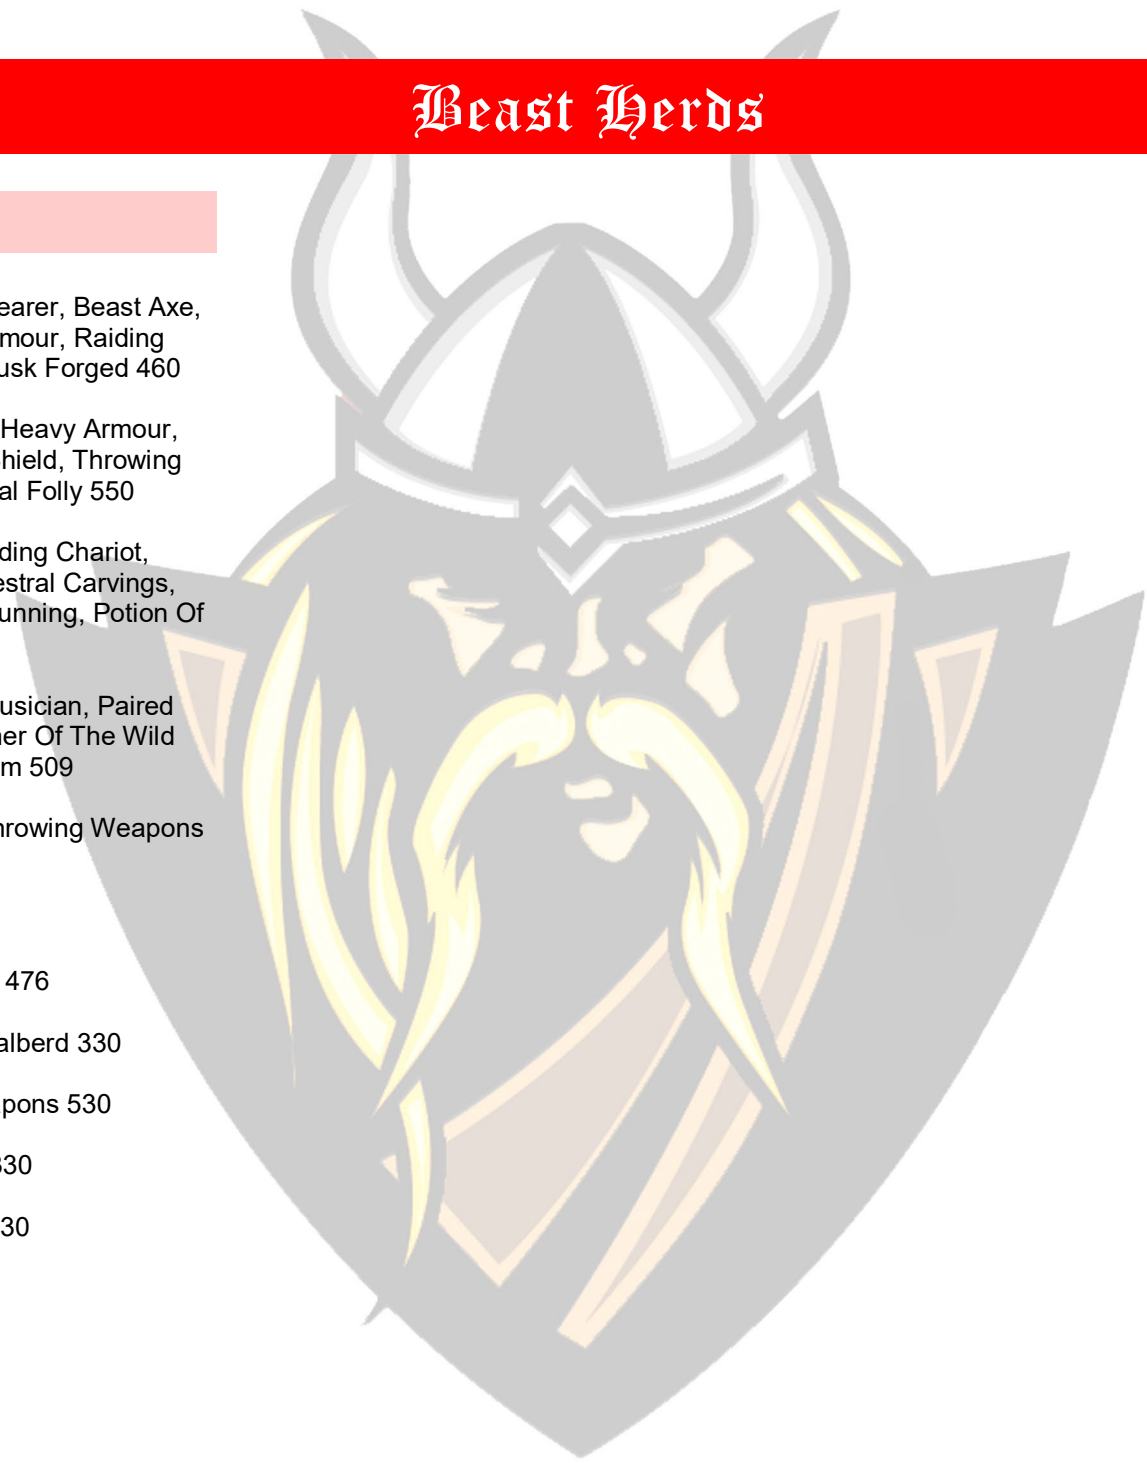 Beast Herds
earer, Beast Axe,
mour, Raiding
usk Forged 460
Heavy Armour,
hield, Throwing
al Folly 550
ding Chariot,
estral Carvings,
unning, Potion Of
usician, Paired
ner Of The Wild
m 509
hrowing Weapons
476
alberd 330
pons 530
330
30